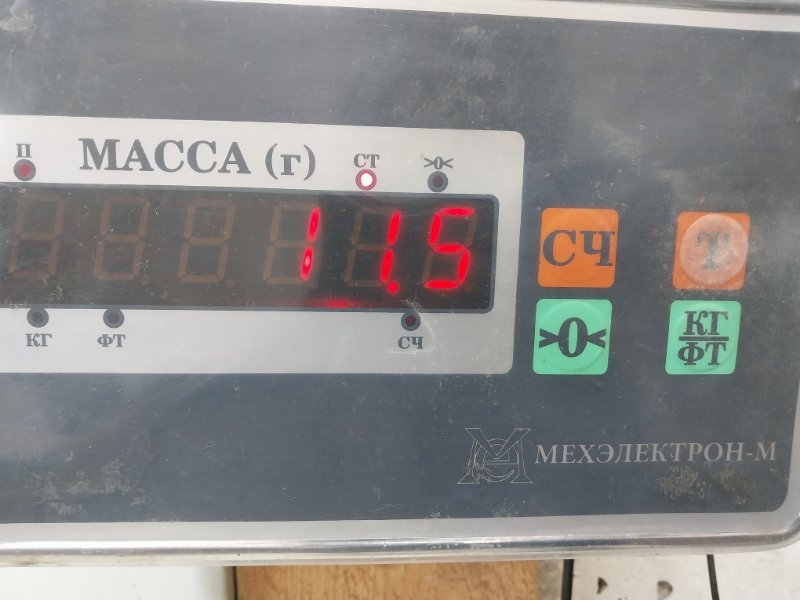 П МАССА (г) СТ >0<
11.5
КГ ФТ СЧ
СЧ Т
>0< КГ
ФТ
МЕХЭЛЕКТРОН-М